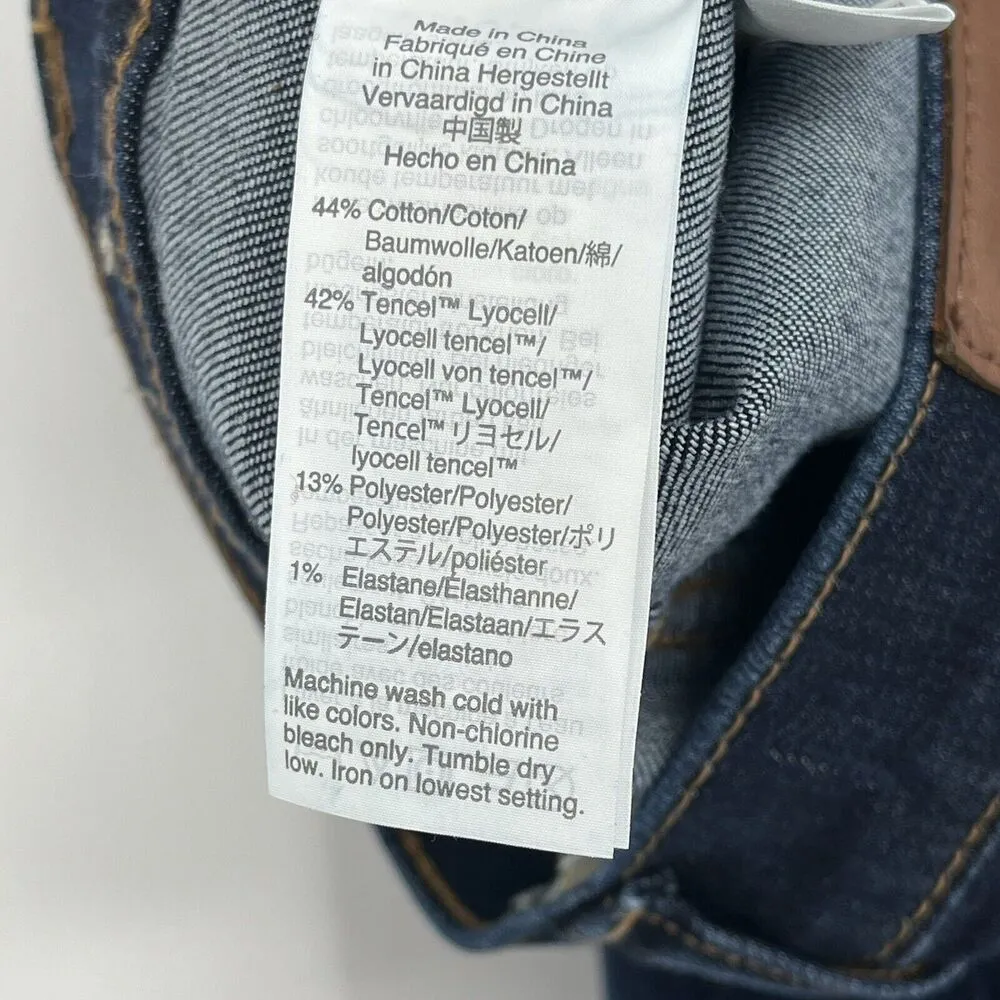 Made in China
Fabriqué en Chine
in China Hergestellt
Vervaardigd in China
中国製
Hecho en China
44% Cotton/Coton/
Baumwolle/Katoen/綿/
algodón
42% Tencel™ Lyocell/
Lyocell tencel™/
Lyocell von tencel™/
Tencel™ Lyocell/
Tencel™ リヨセル/
lyocell tencel™
13% Polyester/Polyester/
Polyester/Polyester/ポリ
エステル/poliéster
1% Elastane/Élasthanne/
Elastan/Elastaan/エラス
テーン/elastano
Machine wash cold with
like colors. Non-chlorine
bleach only. Tumble dry
low. Iron on lowest setting.